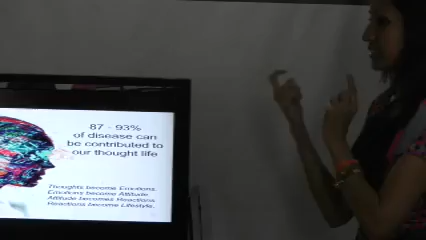 87 - 93%
of disease can
be contributed to
our thought life
Thoughts become Emotions.
Emotions become Attitude.
Attitude becomes Reactions.
Reactions become Lifestyle.